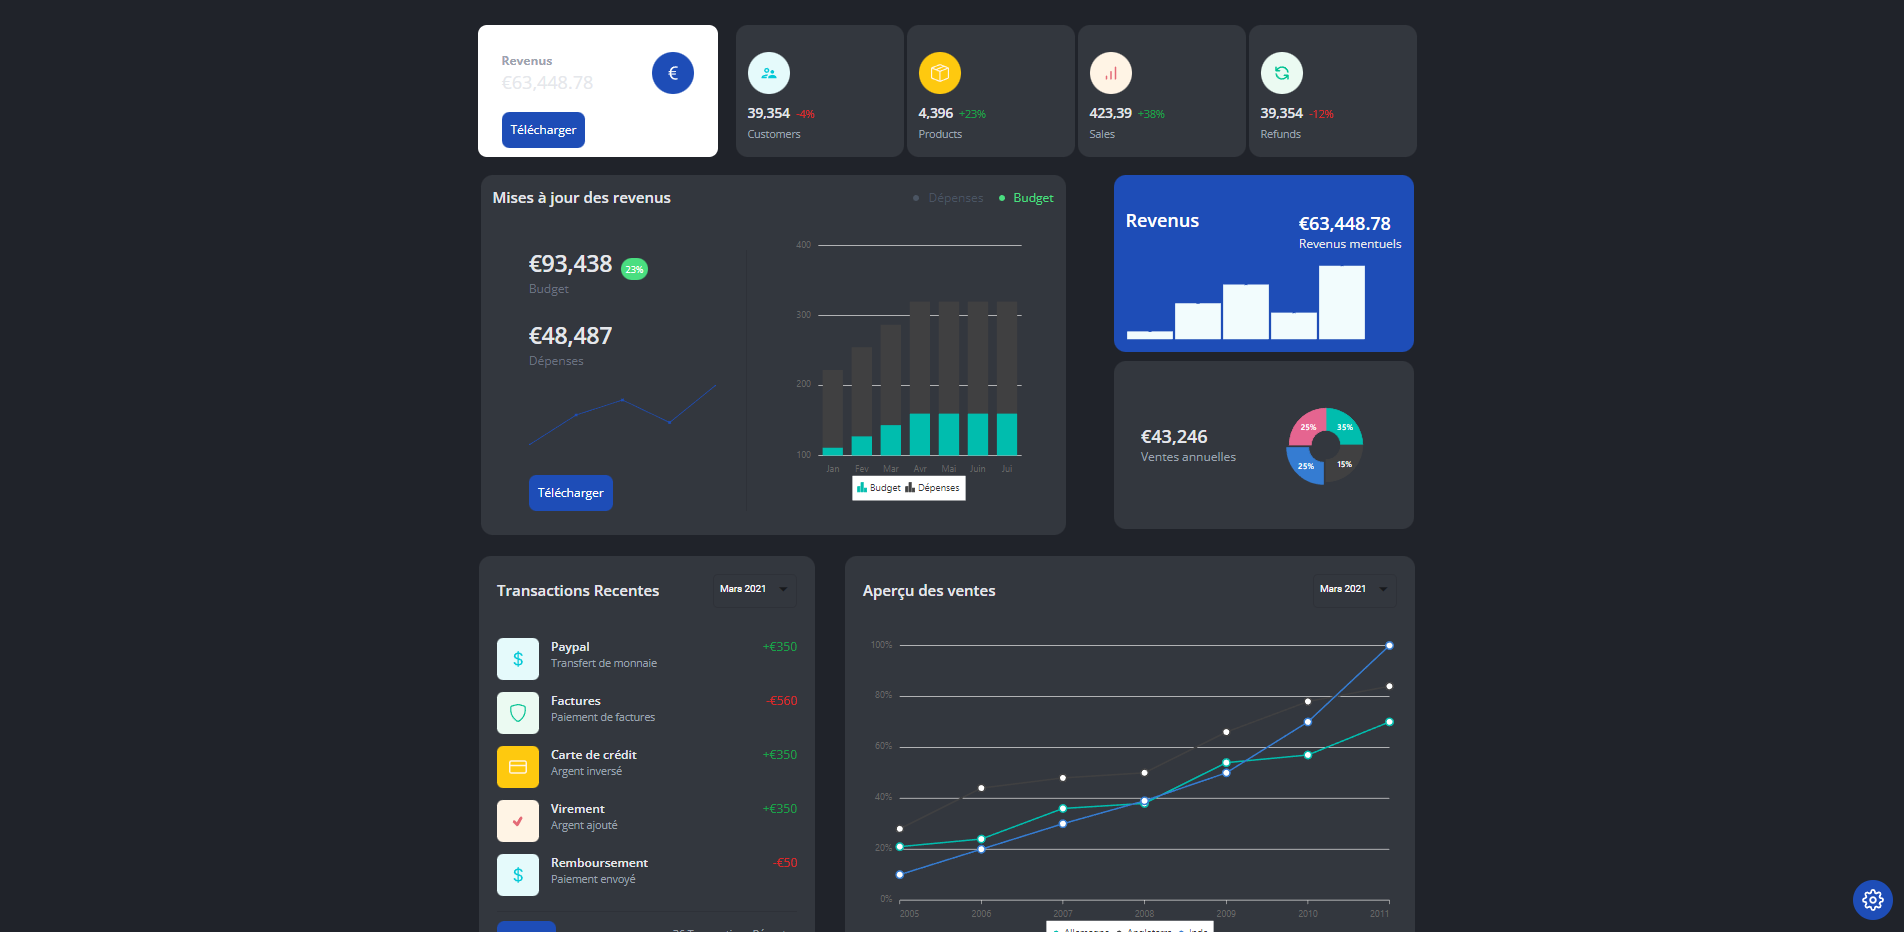 Revenus
€63,448.78
€
Télécharger
39,354 -4%
Customers
4,396 +23%
Products
423,39 +38%
Sales
39,354 -12%
Refunds
Mises à jour des revenus
Dépenses Budget
€93,438 23%
Budget
€48,487
Dépenses
Télécharger
400
300
200
100
Jan Fev Mar Avr Mai Juin Jui
Budget Dépenses
Revenus
€63,448.78
Revenus mentuels
€43,246
Ventes annuelles
25% 35%
25% 15%
Transactions Recentes
Mars 2021
$
Paypal +€350
Transfert de monnaie
Factures -€560
Paiement de factures
Carte de crédit +€350
Argent inversé
Virement +€350
Argent ajouté
$
Remboursement -€50
Paiement envoyé
Aperçu des ventes
Mars 2021
100%
80%
60%
40%
20%
0%
2005 2006 2007 2008 2009 2010 2011
Allemagne Angleterre Inde